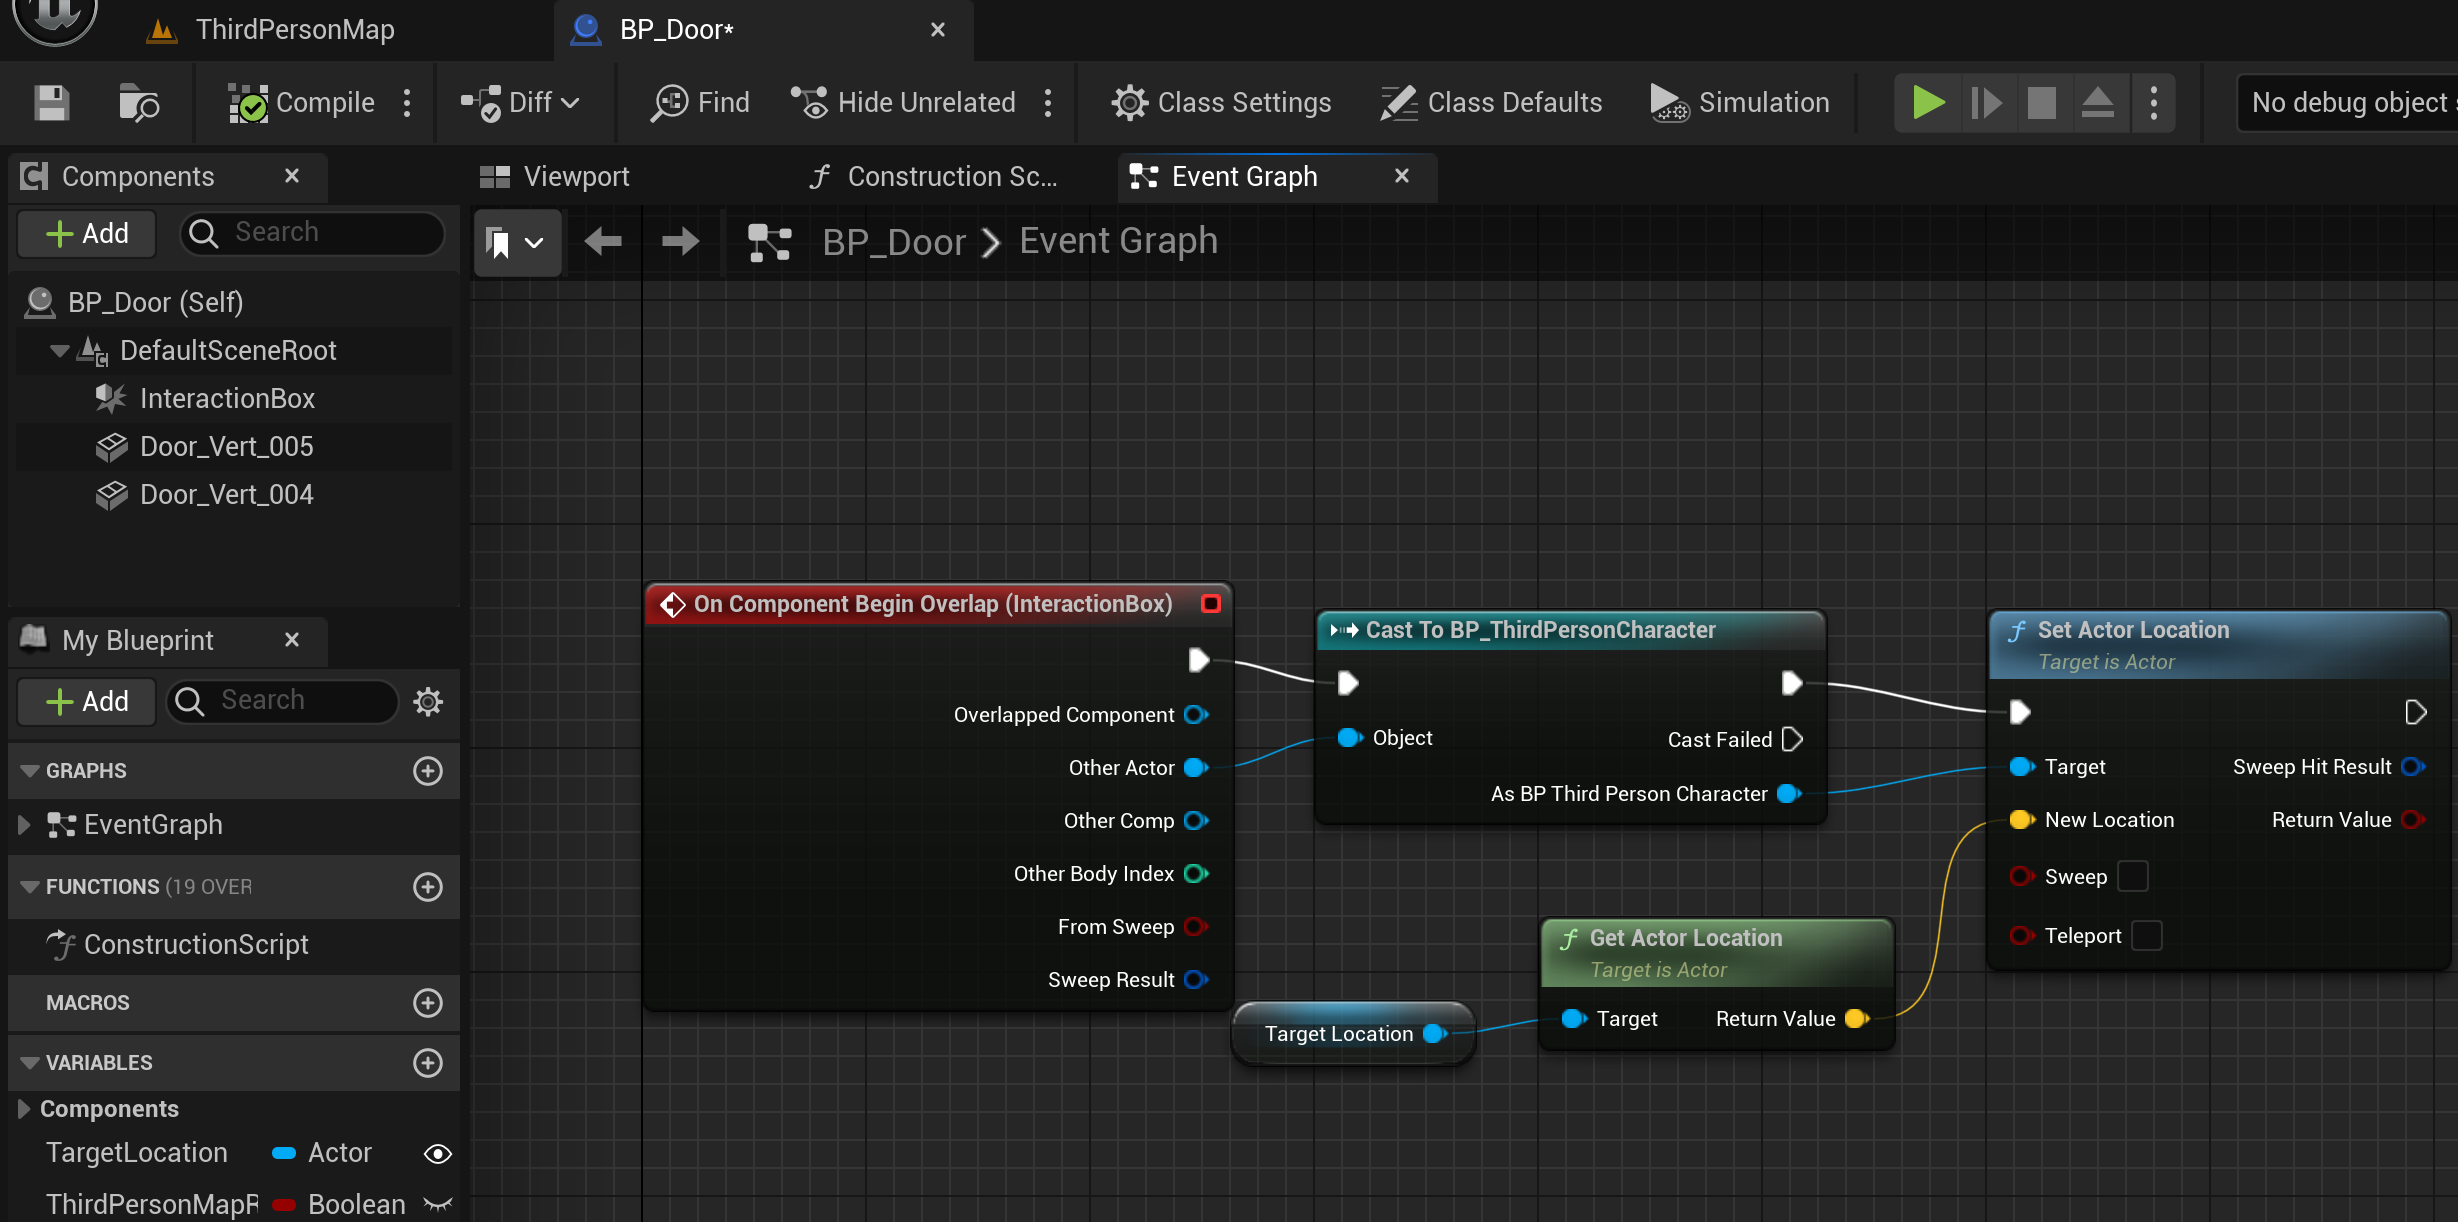 ThirdPersonMap
BP_Door*
Compile
Diff
Find
Hide Unrelated
Class Settings
Class Defaults
Simulation
No debug object
Components
Add
Search
BP_Door (Self)
DefaultSceneRoot
InteractionBox
Door_Vert_005
Door_Vert_004
My Blueprint
Add
Search
GRAPHS
EventGraph
FUNCTIONS (19 OVER
ConstructionScript
MACROS
VARIABLES
Components
TargetLocation Actor
ThirdPersonMapR Boolean
Viewport
Construction Sc...
Event Graph
BP_Door > Event Graph
On Component Begin Overlap (InteractionBox)
Overlapped Component
Other Actor
Other Comp
Other Body Index
From Sweep
Sweep Result
Cast To BP_ThirdPersonCharacter
Object
Cast Failed
As BP Third Person Character
Target Location
Get Actor Location
Target is Actor
Target Return Value
Set Actor Location
Target is Actor
Target Sweep Hit Result
New Location Return Value
Sweep
Teleport